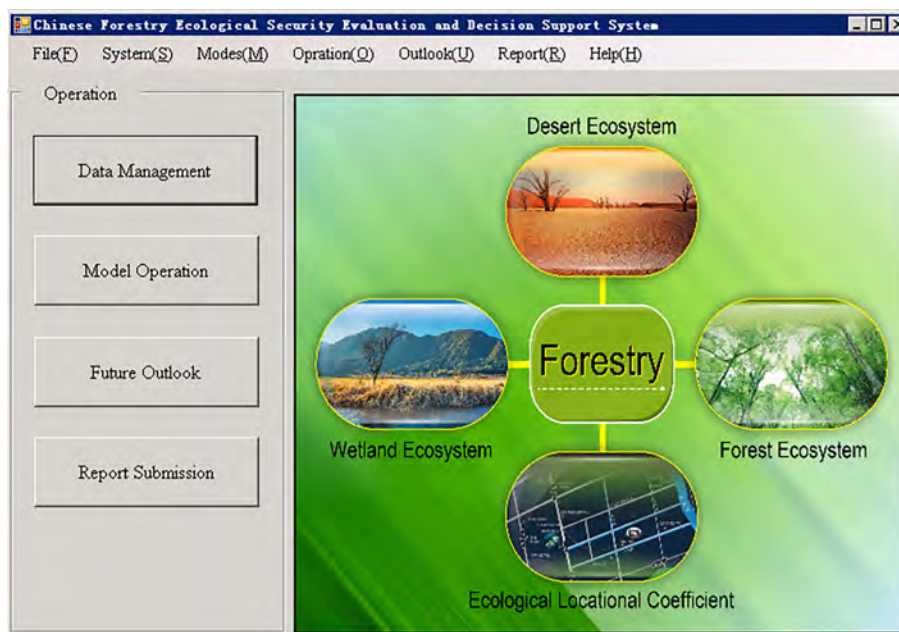 Chinese Forestry Ecological Security Evaluation and Decision Support System
File(F) System(S) Modes(M) Opration(O) Outlook(U) Report(R) Help(H)
Operation
Data Management
Model Operation
Future Outlook
Report Submission
Desert Ecosystem
Forestry
Wetland Ecosystem
Forest Ecosystem
Ecological Locational Coefficient